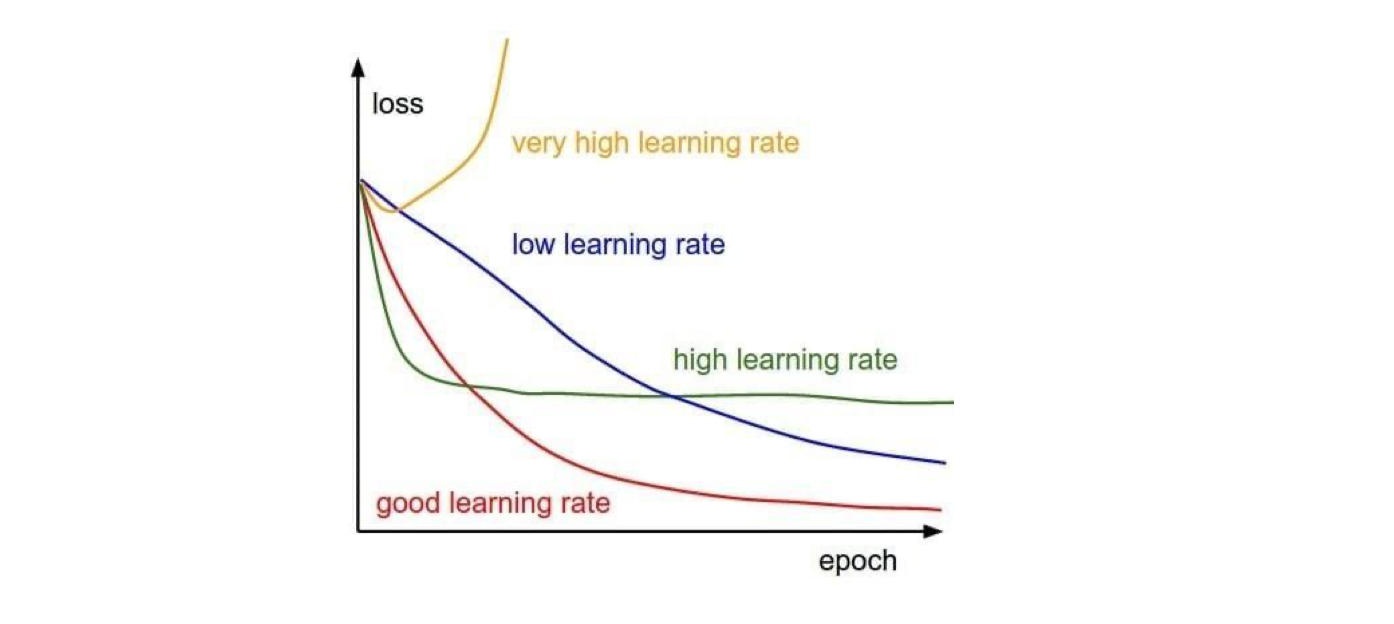 loss
very high learning rate
low learning rate
high learning rate
good learning rate
epoch